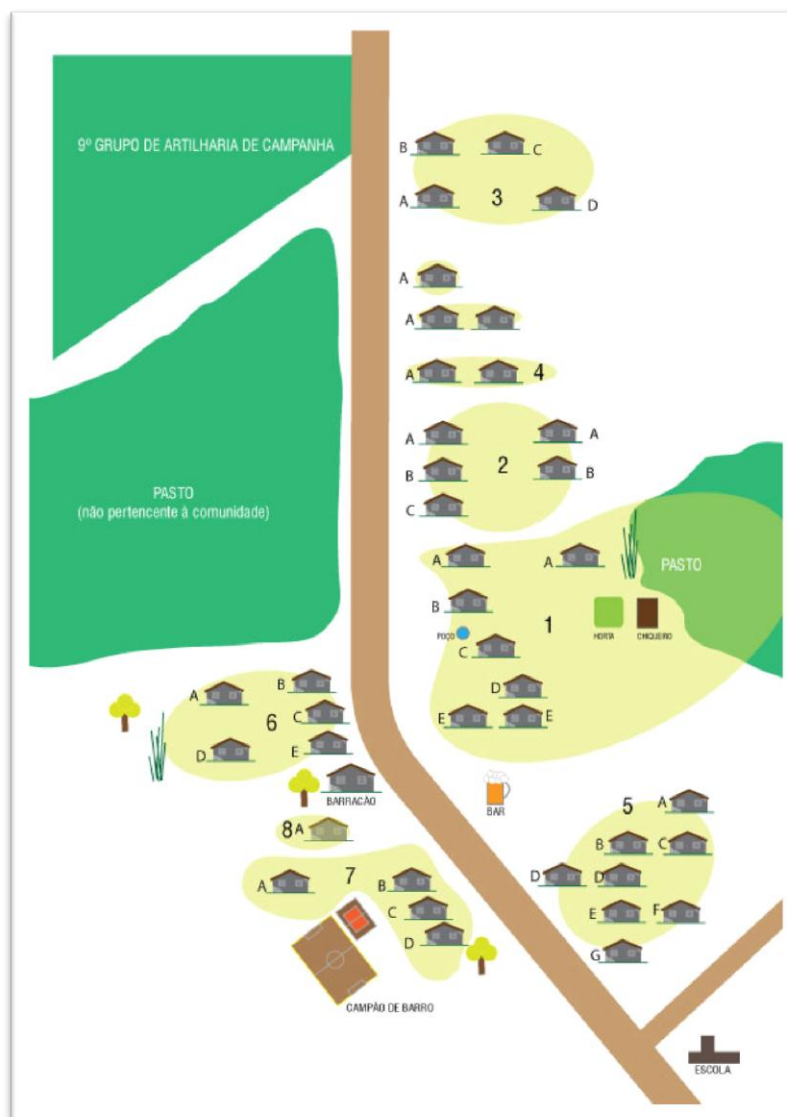 9º GRUPO DE ARTILHARIA DE CAMPANHA
B C
A 3 D
A
A
A 4
A A
2
B B
C
PASTO
(não pertencente à comunidade)
A A PASTO
B
1
HORTA CHIQUEIRO
POÇO
C
D
E E
A B
6 C
D E
BARRACÃO
BAR
8 A
5 A
B C
D D
E F
G
A 7 B
C
D
CAMPÃO DE BARRO
ESCOLA